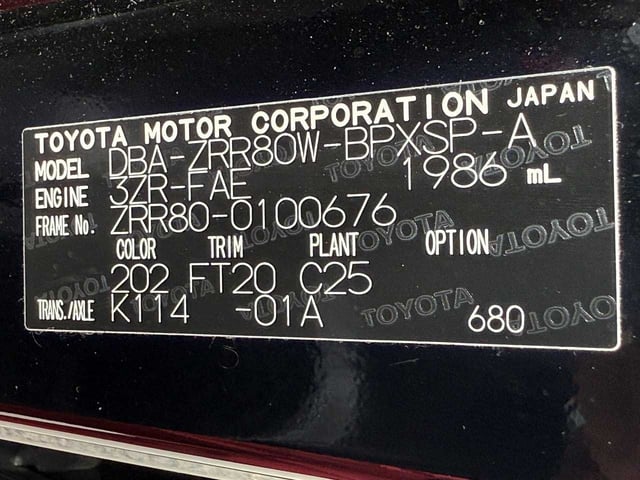 TOYOTA MOTOR CORPORATION JAPAN
MODEL DBA-ZRR80W-BPXSP-A
ENGINE 3ZR-FAE 1986 mL
FRAME No. ZRR80-0100676
COLOR TRIM PLANT OPTION
202 FT20 C25
TRANS./AXLE K114 -01A 680